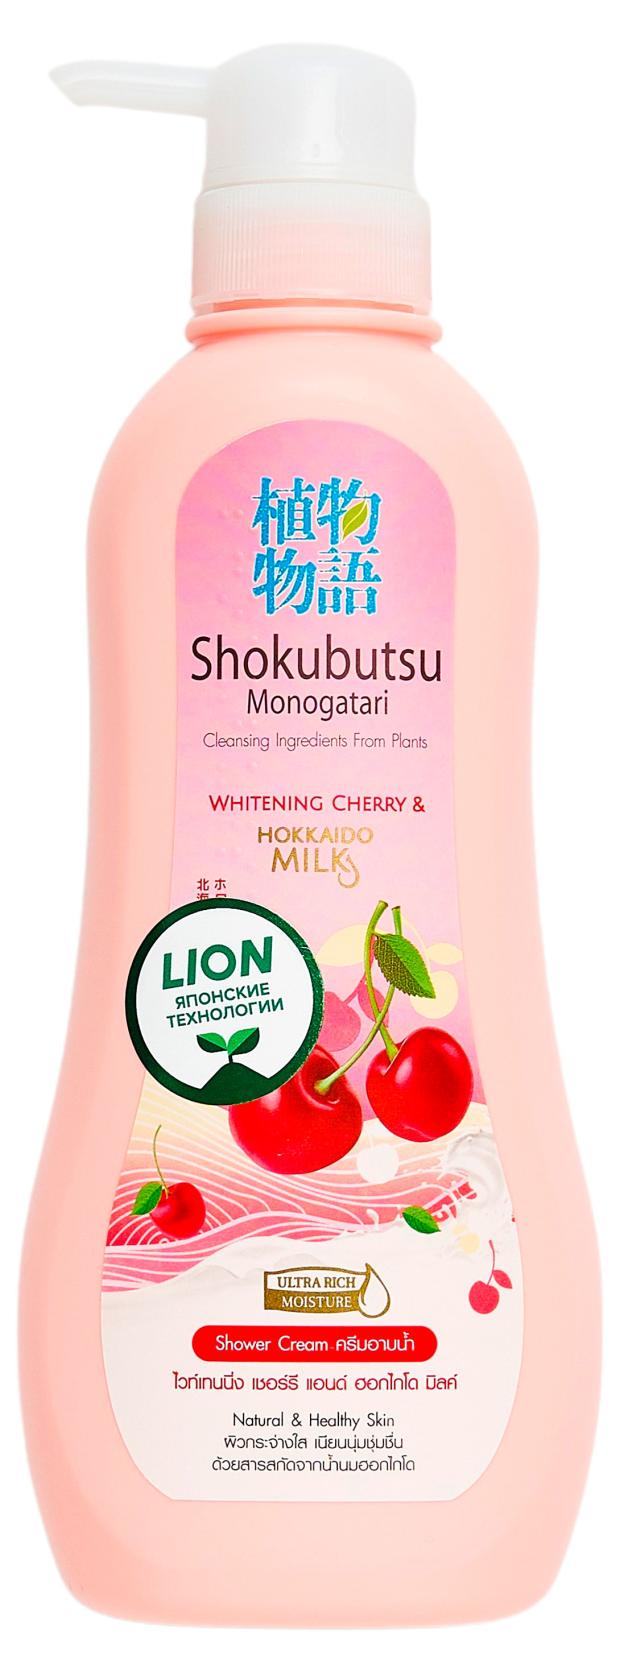 植物
物語
Shokubutsu
Monogatari
Cleansing Ingredients From Plants
WHITENING CHERRY &
HOKKAIDO
MILK
北海
ホ
LION
ЯПОНСКИЕ
ТЕХНОЛОГИИ
ULTRA RICH
MOISTURE
Shower Cream-ครีมอาบน้ำ
ไวท์เทนนิ่ง เชอร์รี แอนด์ ฮอกไกโด มิลค์
Natural & Healthy Skin
ผิวกระจ่างใส เนียนนุ่มชุ่มชื่น
ด้วยสารสกัดจากน้ำนมฮอกไกโด